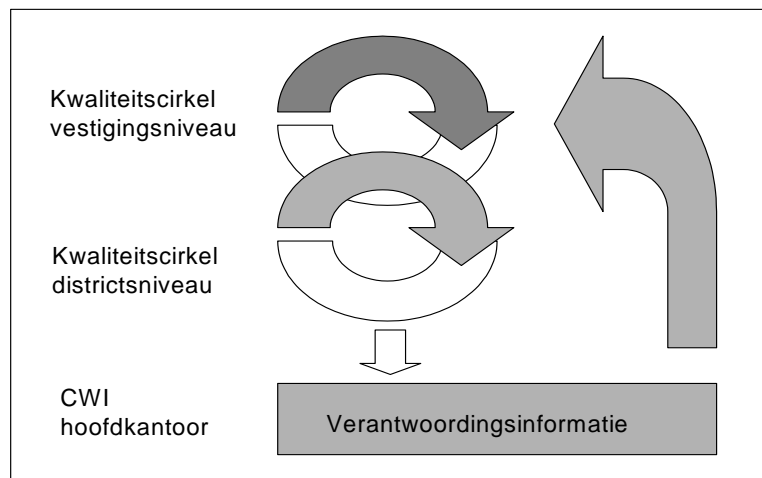 Kwaliteitscirkel
vestigingsniveau
Kwaliteitscirkel
districtsniveau
CWI
hoofdkantoor
Verantwoordingsinformatie